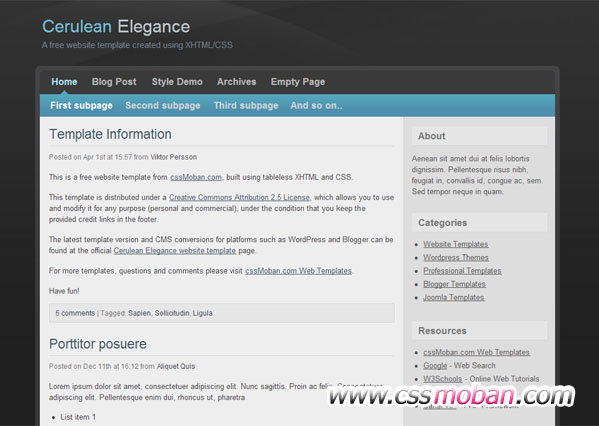 Cerulean Elegance
A free website template created using XHTML/CSS
Home Blog Post Style Demo Archives Empty Page
First subpage Second subpage Third subpage And so on..
Template Information
Posted on Apr 1st at 15:57 from Viktor Persson
This is a free website template from cssMoban.com, built using tableless XHTML and CSS.
This template is distributed under a Creative Commons Attribution 2.5 License, which allows you to use
and modify it for any purpose (personal and commercial), under the condition that you keep the
provided credit links in the footer.
The latest template version and CMS conversions for platforms such as WordPress and Blogger can be
found at the official Cerulean Elegance website template page.
For more templates, questions and comments please visit cssMoban.com Web Templates.
Have fun!
5 comments | Tagged: Sapien, Sollicitudin, Ligula
Porttitor posuere
Posted on Dec 11th at 16:12 from Aliquet Quis
Lorem ipsum dolor sit amet, consectetuer adipiscing elit. Nunc sagittis. Proin ac
adipiscing elit. Pellentesque enim dui, rhoncus ut, pharetra
List item 1
About
Aenean sit amet dui at felis lobortis
dignissim. Pellentesque risus nibh,
feugiat in, convallis id, congue ac, sem.
Sed tempor neque in quam.
Categories
Website Templates
Wordpress Themes
Professional Templates
Blogger Templates
Joomla Templates
Resources
cssMoban.com Web Templates
Google - Web Search
W3Schools - Online Web Tutorials
www.cssmoban.com